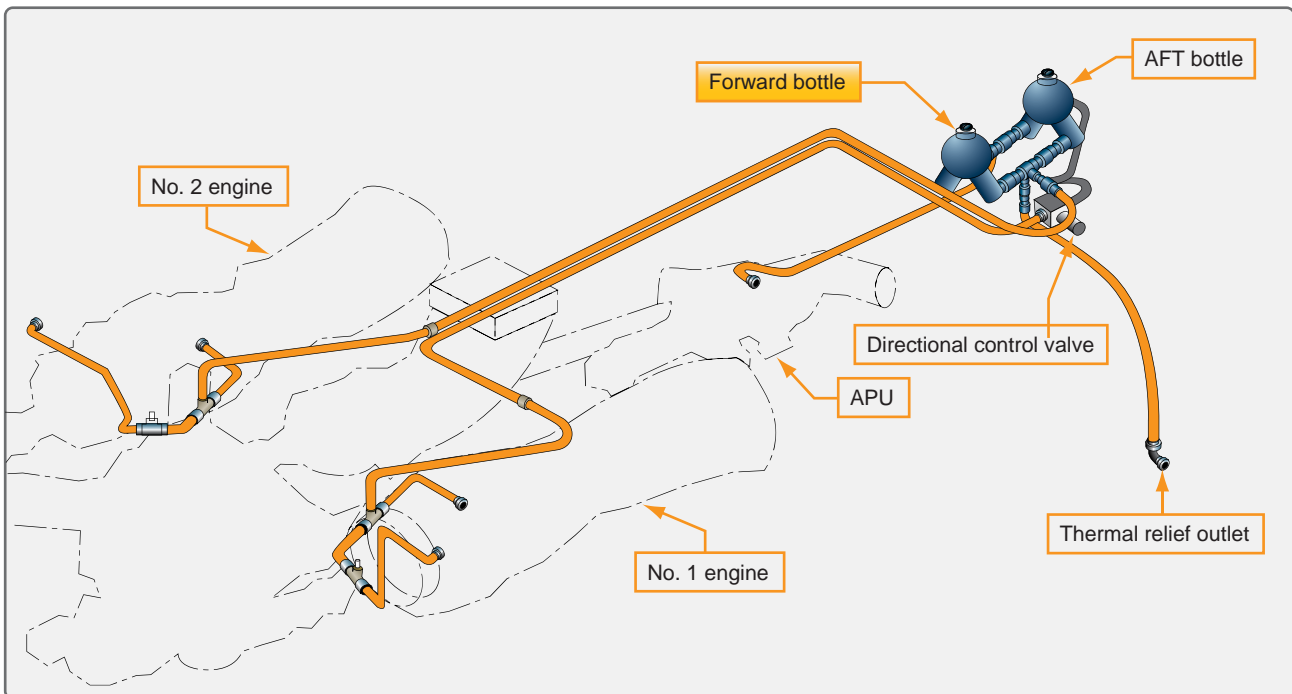 AFT bottle
Forward bottle
No. 2 engine
Directional control valve
APU
Thermal relief outlet
No. 1 engine